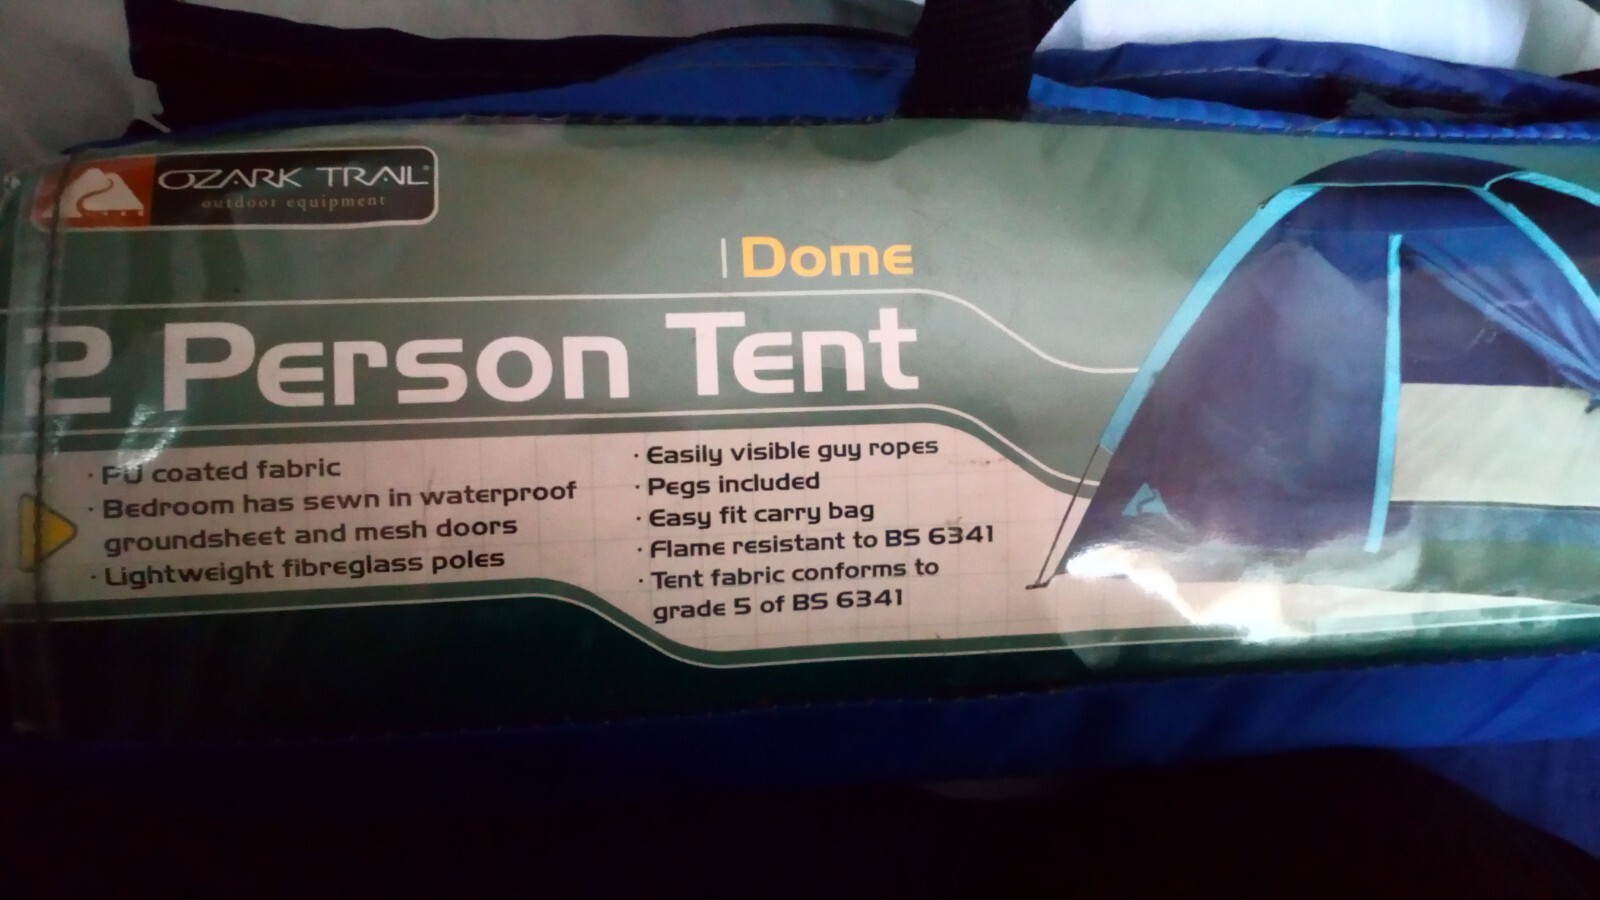 OZARK TRAIL®
outdoor equipment
Dome
2 Person Tent
· PU coated fabric
· Bedroom has sewn in waterproof
groundsheet and mesh doors
· Lightweight fibreglass poles
· Easily visible guy ropes
· Pegs included
· Easy fit carry bag
· Flame resistant to BS 6341
· Tent fabric conforms to
grade 5 of BS 6341